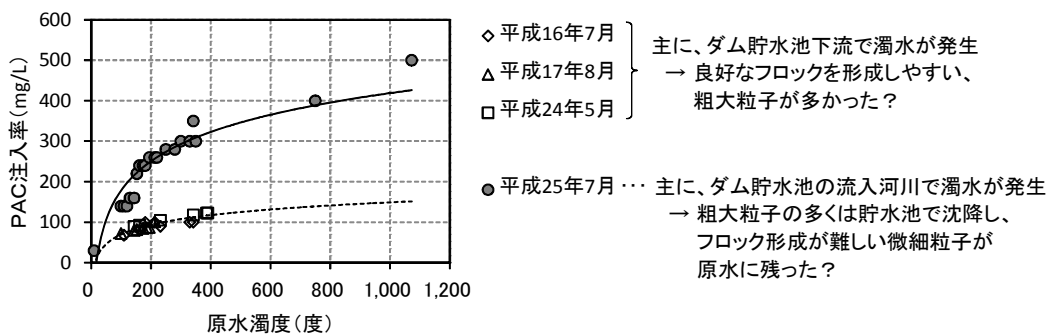 PAC注入率(mg/L)
600
500
400
300
200
100
0
0 200 400 600 800 1,000 1,200
原水濁度(度)
平成16年7月
平成17年8月
平成24年5月
主に、ダム貯水池下流で濁水が発生
→ 良好なフロックを形成しやすい、
粗大粒子が多かった？
平成25年7月 ･･･ 主に、ダム貯水池の流入河川で濁水が発生
→ 粗大粒子の多くは貯水池で沈降し、
フロック形成が難しい微細粒子が
原水に残った？